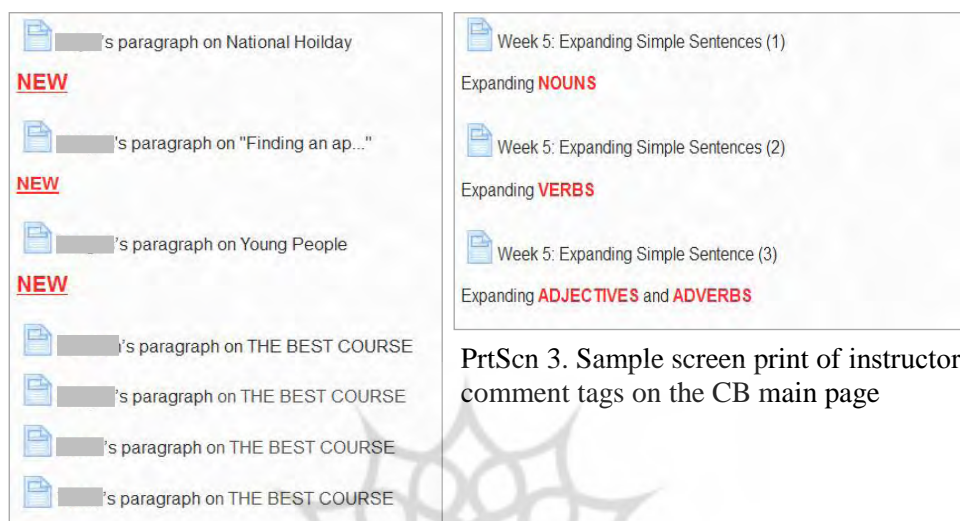 's paragraph on National Hoilday
NEW
's paragraph on "Finding an ap..."
NEW
's paragraph on Young People
NEW
's paragraph on THE BEST COURSE
's paragraph on THE BEST COURSE
's paragraph on THE BEST COURSE
's paragraph on THE BEST COURSE
Week 5: Expanding Simple Sentences (1)
Expanding NOUNS
Week 5: Expanding Simple Sentences (2)
Expanding VERBS
Week 5: Expanding Simple Sentence (3)
Expanding ADJECTIVES and ADVERBS
PrtScn 3. Sample screen print of instructor
comment tags on the CB main page